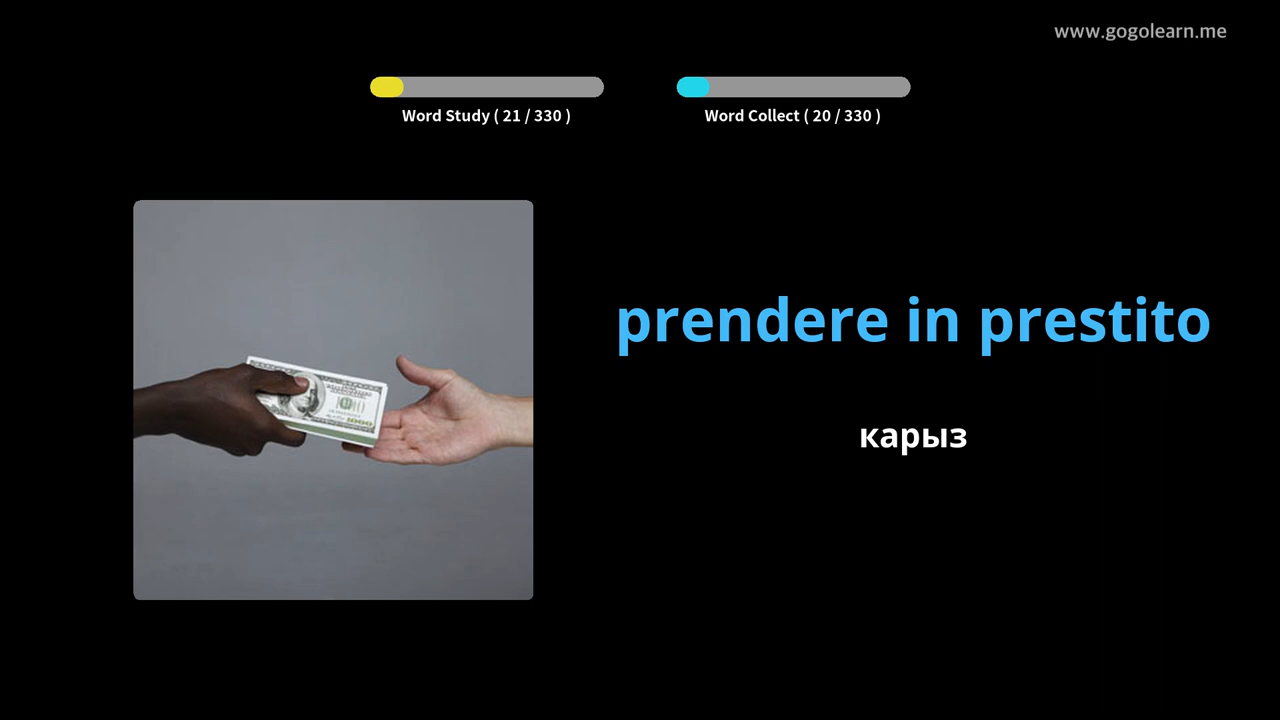 www.gogolearn.me
Word Study ( 21 / 330 )
Word Collect ( 20 / 330 )
prendere in prestito
карыз